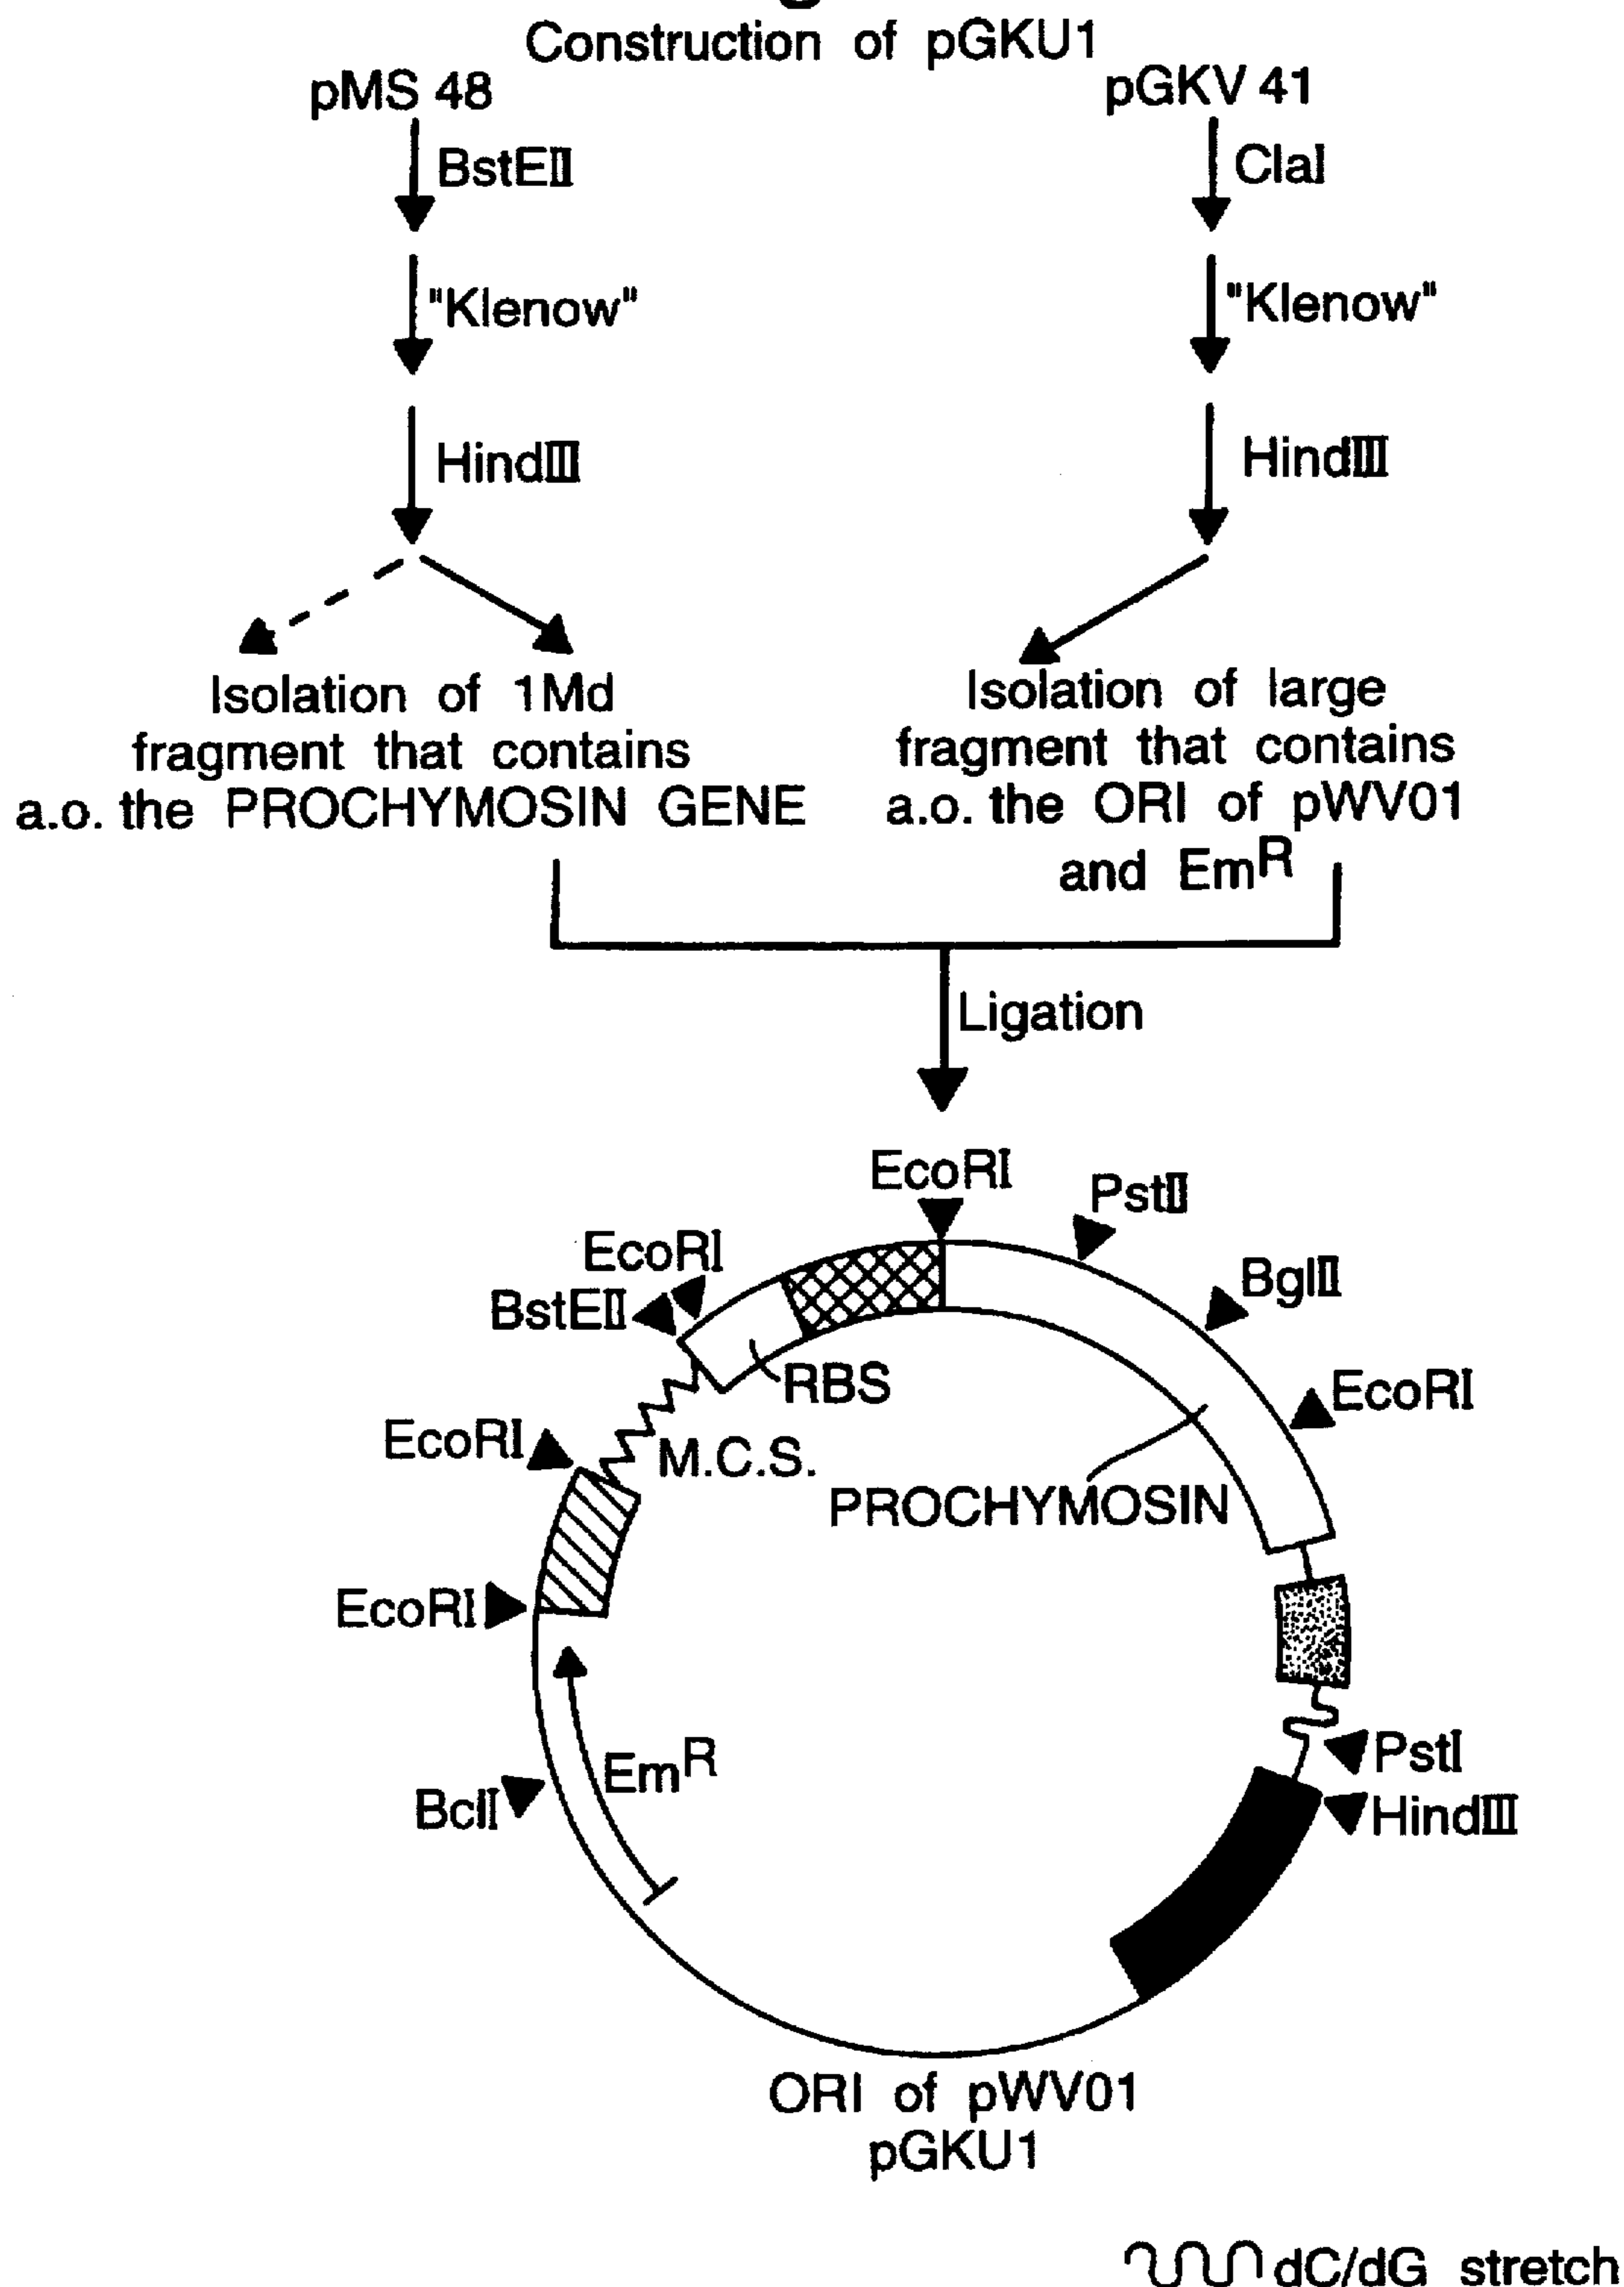 Construction of pGKU1
pMS 48
pGKV 41
BstEII
ClaI
"Klenow"
"Klenow"
HindIII
HindIII
Isolation of 1Md
fragment that contains
a.o. the PROCHYMOSIN GENE
Isolation of large
fragment that contains
a.o. the ORI of pWV01
and Em^R
Ligation
EcoRI
PstII
EcoRI
BglII
BstEII
RBS
EcoRI
EcoRI
M.C.S.
PROCHYMOSIN
EcoRI
PstI
Em^R
BclI
HindIII
ORI of pWV01
pGKU1
dC/dG stretch